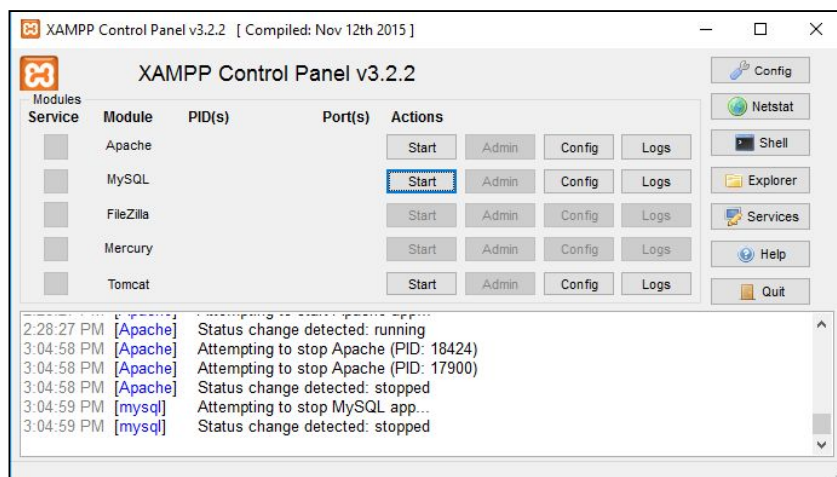 XAMPP Control Panel v3.2.2 [ Compiled: Nov 12th 2015 ]
XAMPP Control Panel v3.2.2
Config
Modules
Netstat
Service Module PID(s) Port(s) Actions
Apache Start Admin Config Logs
Shell
MySQL Start Admin Config Logs
Explorer
FileZilla Start Admin Config Logs
Services
Mercury Start Admin Config Logs
Help
Tomcat Start Admin Config Logs
Quit
2:28:27 PM [Apache] Status change detected: running
3:04:58 PM [Apache] Attempting to stop Apache (PID: 18424)
3:04:58 PM [Apache] Attempting to stop Apache (PID: 17900)
3:04:58 PM [Apache] Status change detected: stopped
3:04:59 PM [mysql] Attempting to stop MySQL app...
3:04:59 PM [mysql] Status change detected: stopped